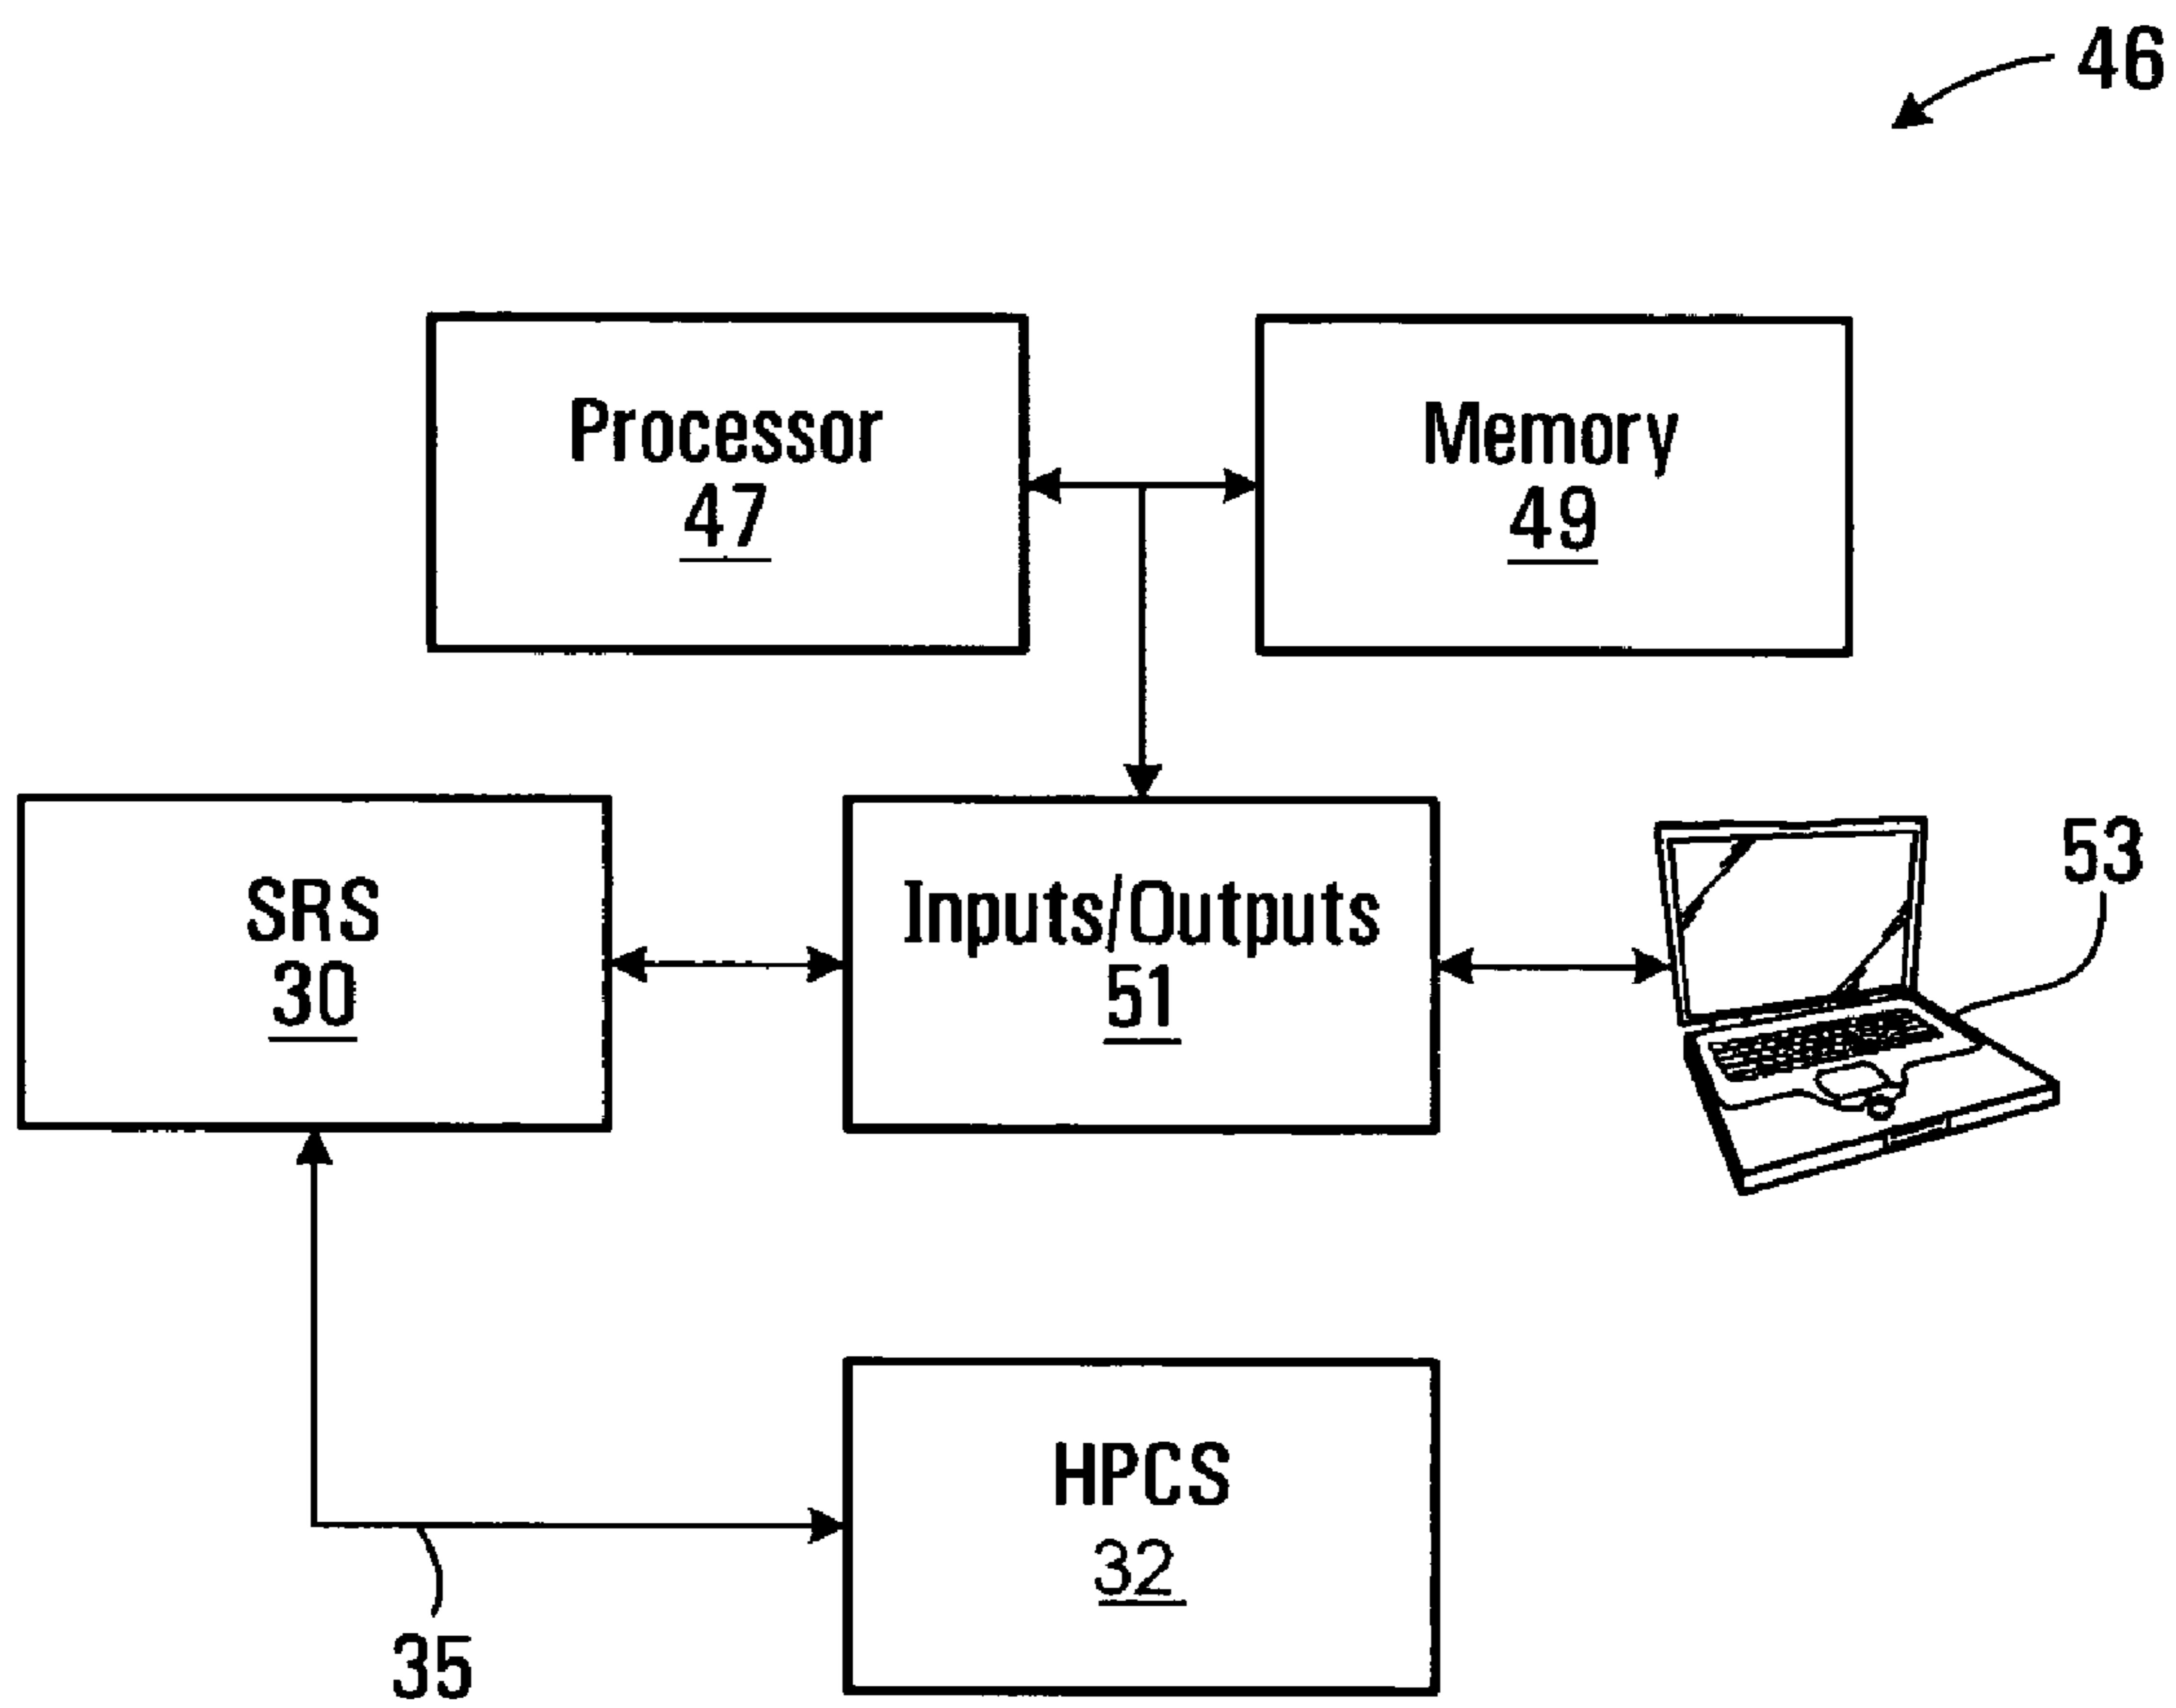 46
Processor
47
Memory
49
SRS
30
Inputs/Outputs
51
53
HPCS
32
35